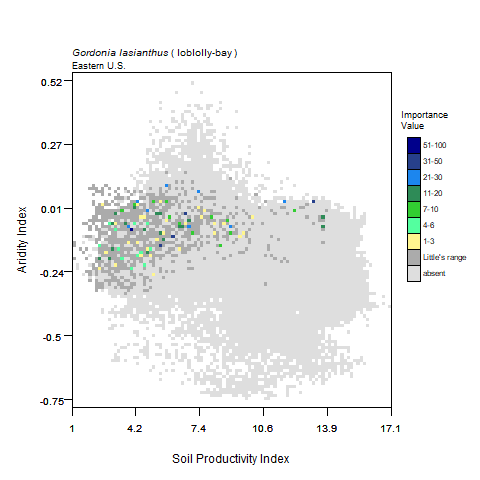 Gordonia lasianthus ( loblolly-bay )
Eastern U.S.
0.52
0.27
0.01
-0.24
-0.5
-0.75
Aridity Index
1 4.2 7.4 10.6 13.9 17.1
Soil Productivity Index
Importance
Value
51-100
31-50
21-30
11-20
7-10
4-6
1-3
Little's range
absent